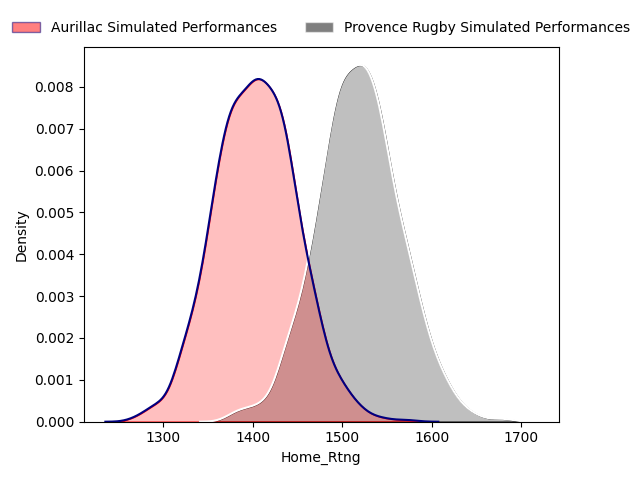 Aurillac Simulated Performances Provence Rugby Simulated Performances
0.008
0.007
0.006
0.005
0.004
0.003
0.002
0.001
0.000
Density
1300 1400 1500 1600 1700
Home_Rtng